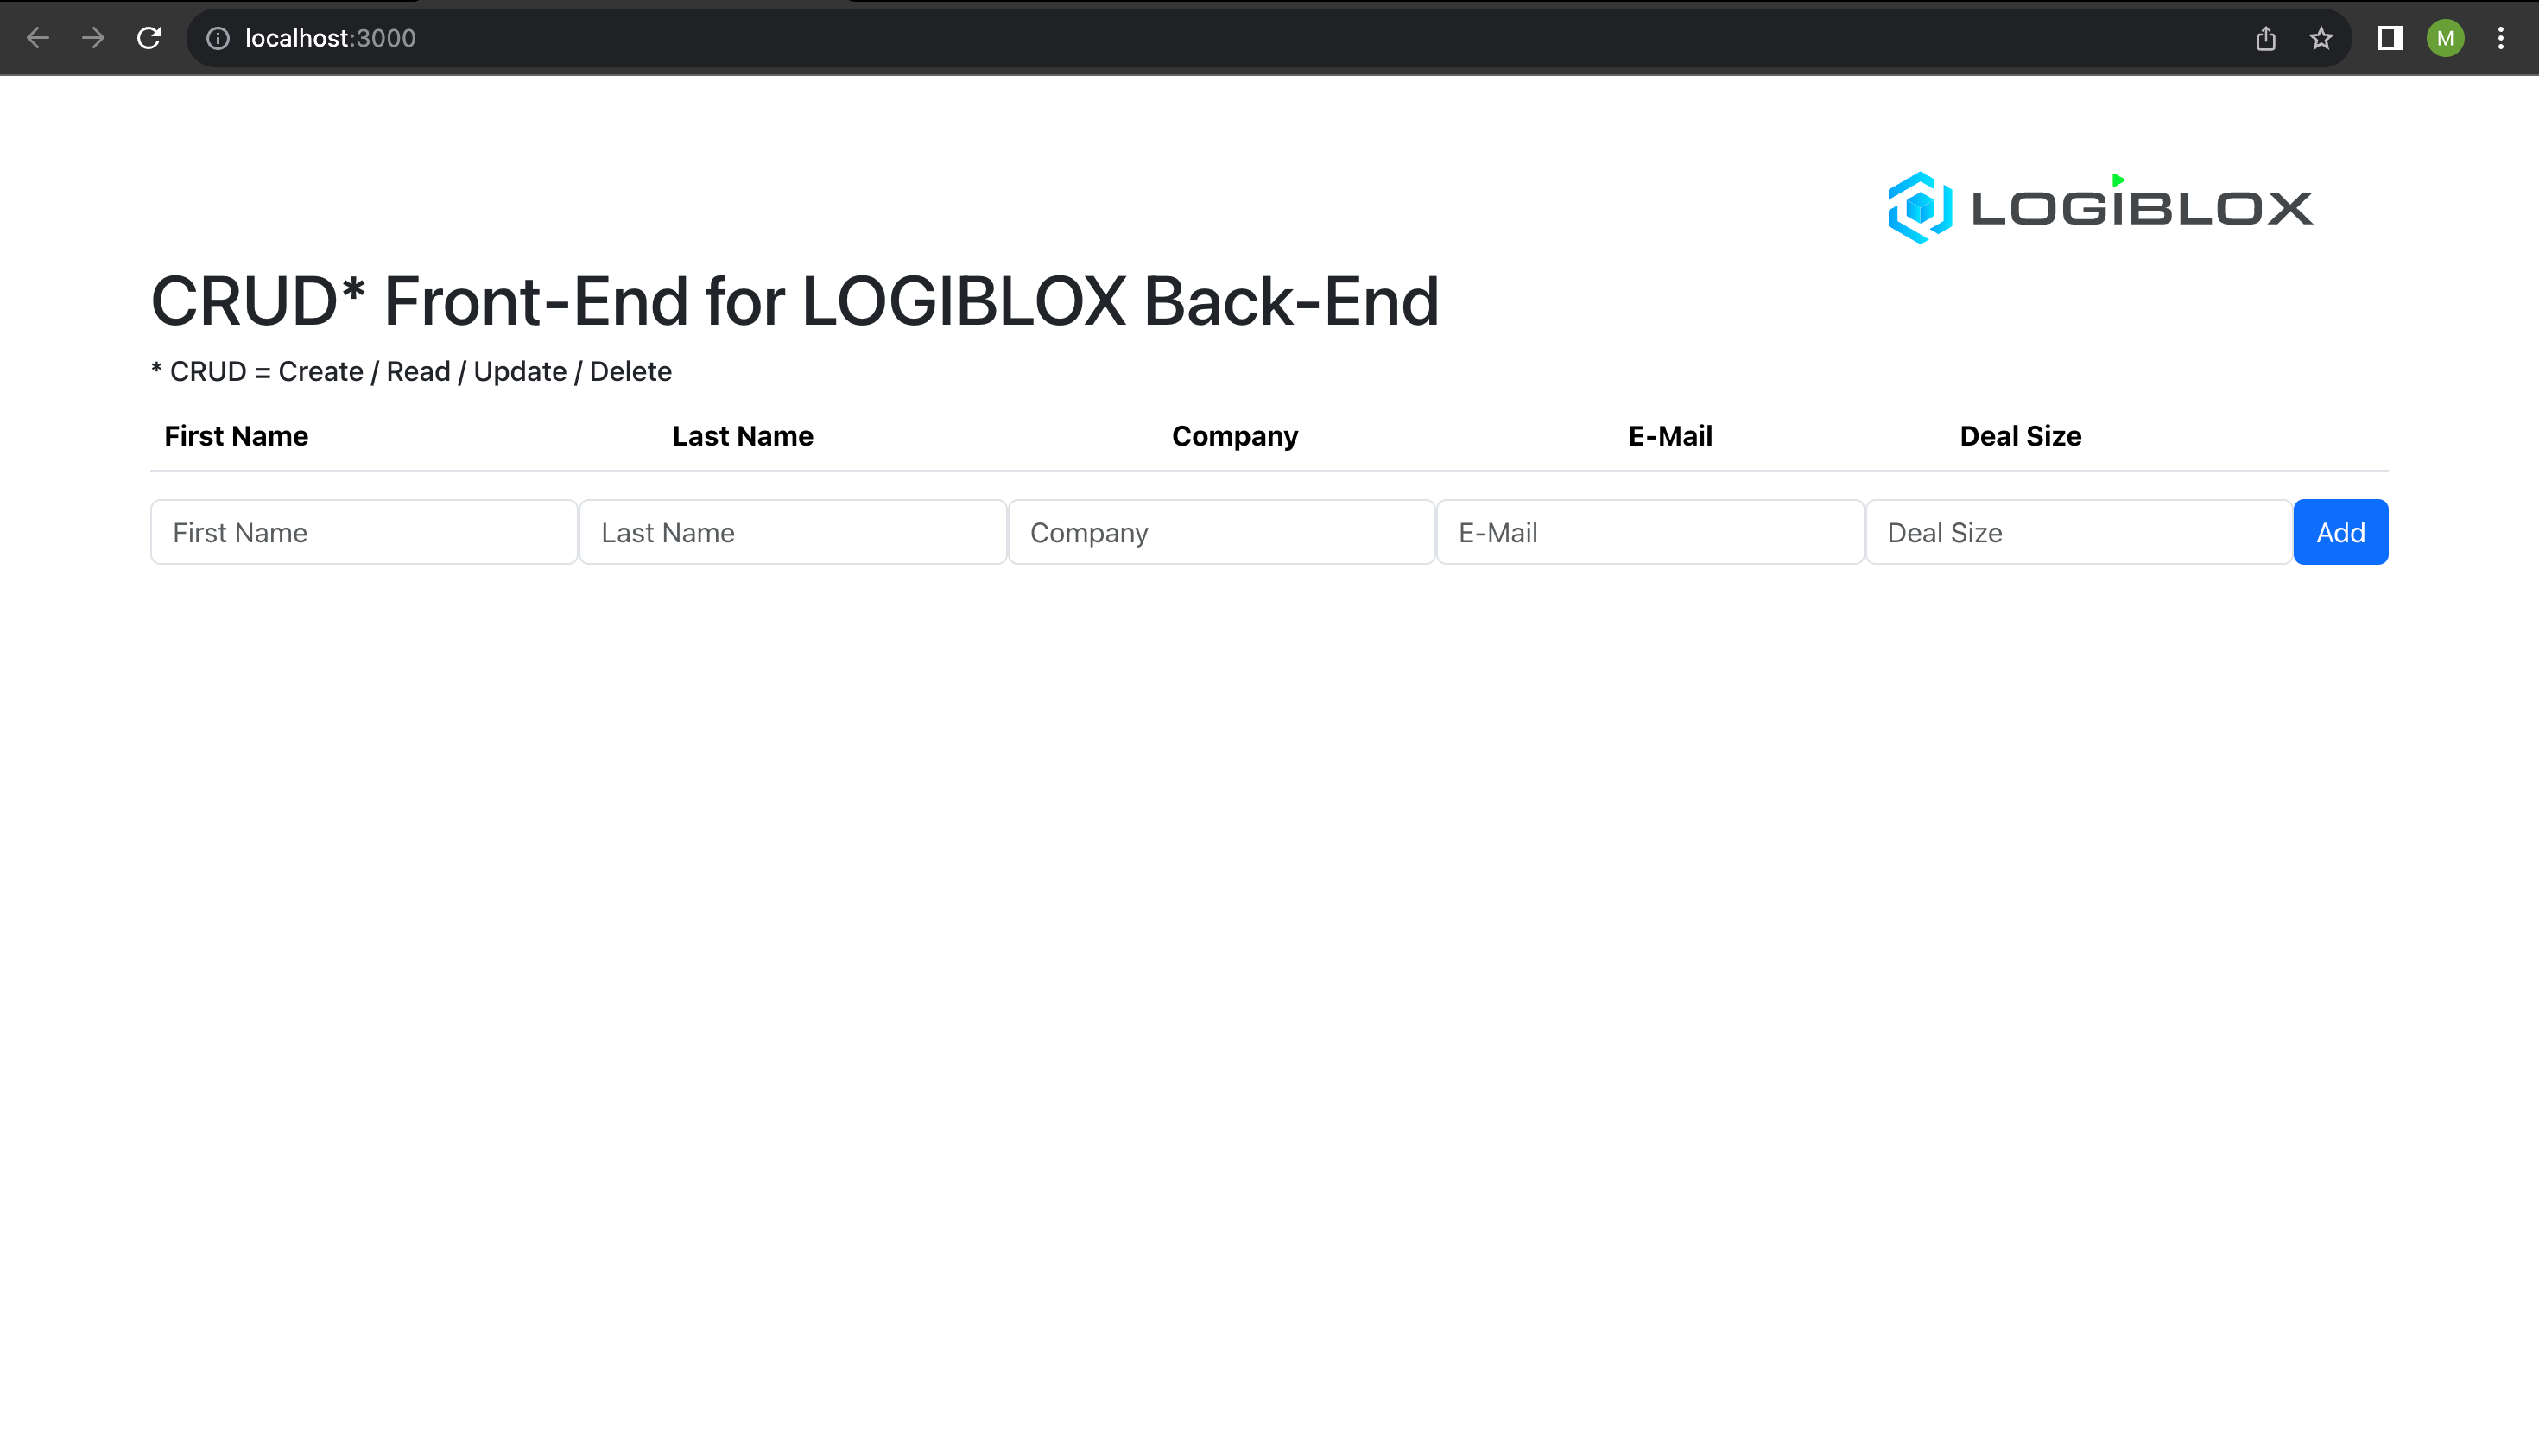 localhost:3000
M
LOGIBLOX
CRUD* Front-End for LOGIBLOX Back-End
* CRUD = Create / Read / Update / Delete
First Name Last Name Company E-Mail Deal Size
First Name Last Name Company E-Mail Deal Size Add